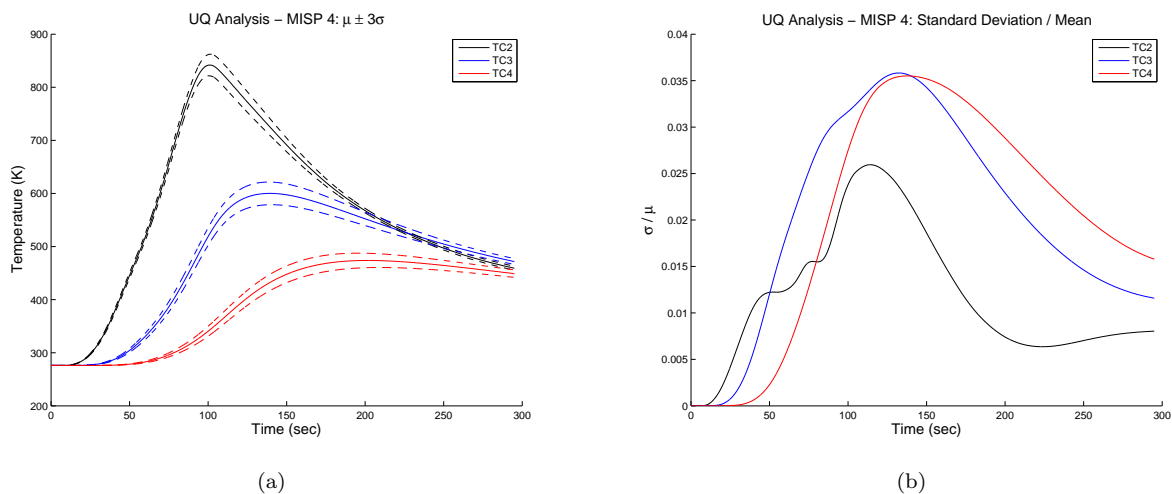 UQ Analysis − MISP 4: μ ± 3σ
900
800
700
600
500
400
300
200
Temperature (K)
0
50
100
150
200
250
300
Time (sec)
TC2
TC3
TC4
(a)
UQ Analysis − MISP 4: Standard Deviation / Mean
0.04
0.035
0.03
0.025
0.02
0.015
0.01
0.005
0
σ / μ
0
50
100
150
200
250
300
Time (sec)
TC2
TC3
TC4
(b)